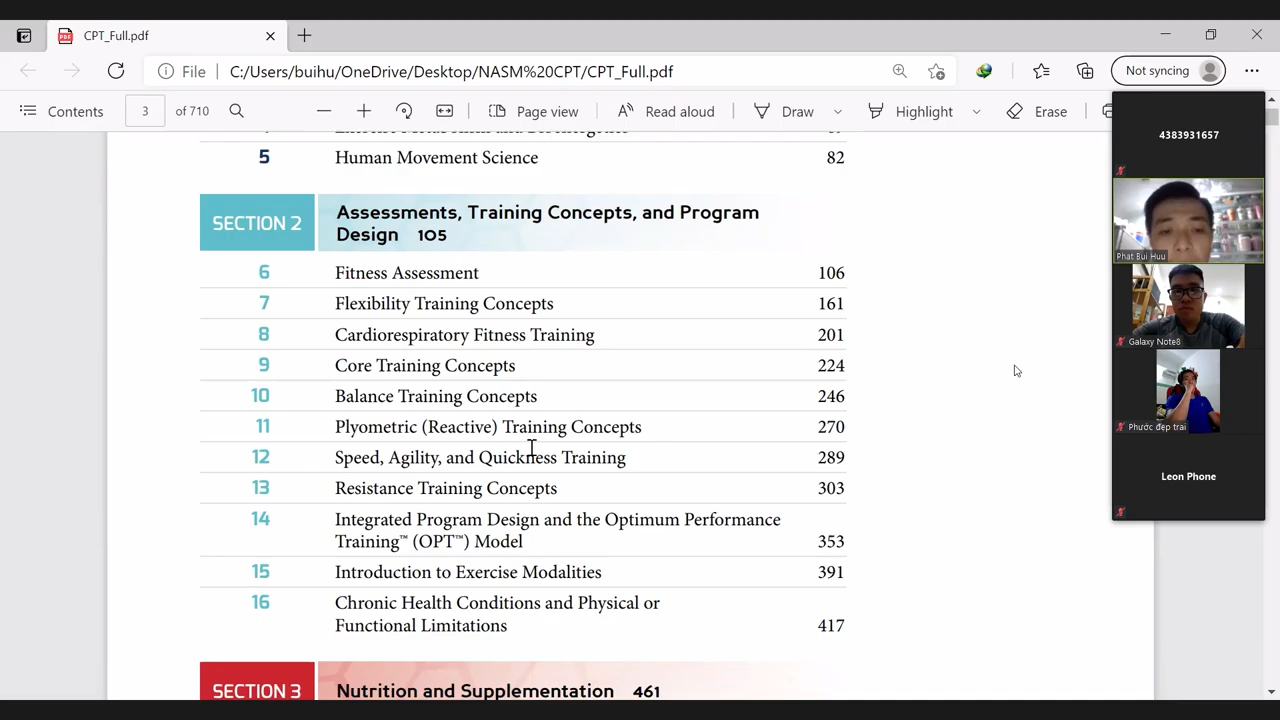 CPT_Full.pdf
File C:/Users/buihu/OneDrive/Desktop/NASM%20CPT/CPT_Full.pdf
Not syncing
Contents 3 of 710 Page view Read aloud Draw Highlight Erase
5 Human Movement Science 82
SECTION 2 Assessments, Training Concepts, and Program
Design 105
6 Fitness Assessment 106
7 Flexibility Training Concepts 161
8 Cardiorespiratory Fitness Training 201
9 Core Training Concepts 224
10 Balance Training Concepts 246
11 Plyometric (Reactive) Training Concepts 270
12 Speed, Agility, and Quickness Training 289
13 Resistance Training Concepts 303
14 Integrated Program Design and the Optimum Performance
Training™ (OPT™) Model 353
15 Introduction to Exercise Modalities 391
16 Chronic Health Conditions and Physical or
Functional Limitations 417
SECTION 3 Nutrition and Supplementation 461
4383931657
Phat Bui Huu
Galaxy Note8
Phước đẹp trai
Leon Phone